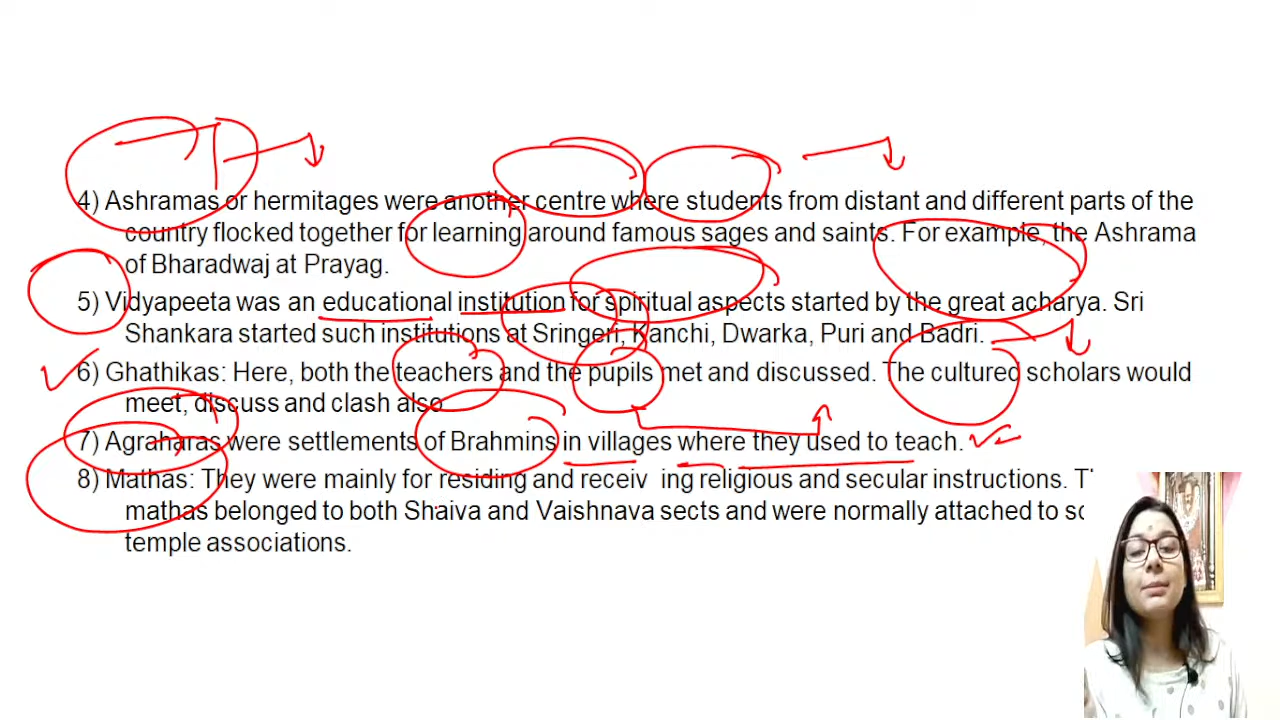 4) Ashramas or hermitages were another centre where students from distant and different parts of the
country flocked together for learning around famous sages and saints. For example, the Ashrama
of Bharadwaj at Prayag.
5) Vidyapeeta was an educational institution for spiritual aspects started by the great acharya. Sri
Shankara started such institutions at Sringeri, Kanchi, Dwarka, Puri and Badri.
6) Ghathikas: Here, both the teachers and the pupils met and discussed. The cultured scholars would
meet, discuss and clash also.
7) Agraharas were settlements of Brahmins in villages where they used to teach.
8) Mathas: They were mainly for residing and receiv ing religious and secular instructions.
mathas belonged to both Shaiva and Vaishnava sects and were normally attached to
temple associations.